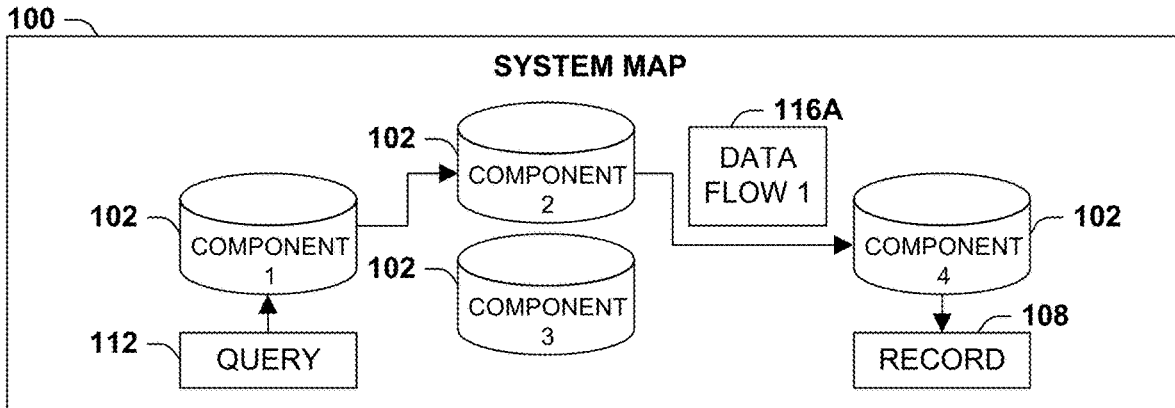 100
SYSTEM MAP
116A
102
DATA
FLOW 1
COMPONENT
2
102
COMPONENT
1
102
COMPONENT
4
102
102
COMPONENT
3
112
QUERY
108
RECORD